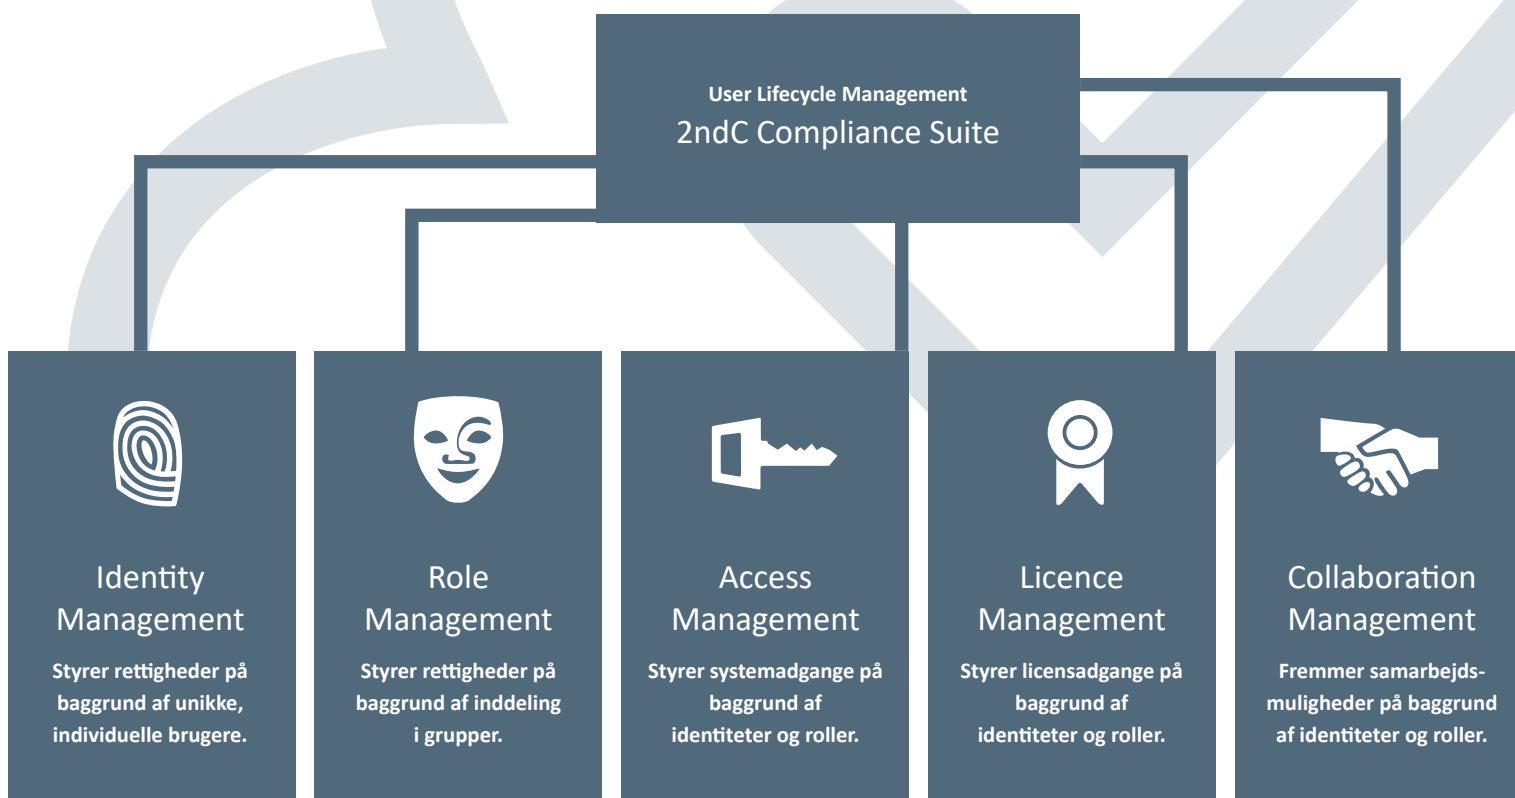 User Lifecycle Management
2ndC Compliance Suite
Identity
Management
Styrer rettigheder på
baggrund af unikke,
individuelle brugere.
Role
Management
Styrer rettigheder på
baggrund af inddeling
i grupper.
Access
Management
Styrer systemadgange på
baggrund af
identiteter og roller.
Licence
Management
Styrer licensadgange på
baggrund af
identiteter og roller.
Collaboration
Management
Fremmer samarbejds-
muligheder på baggrund
af identiteter og roller.